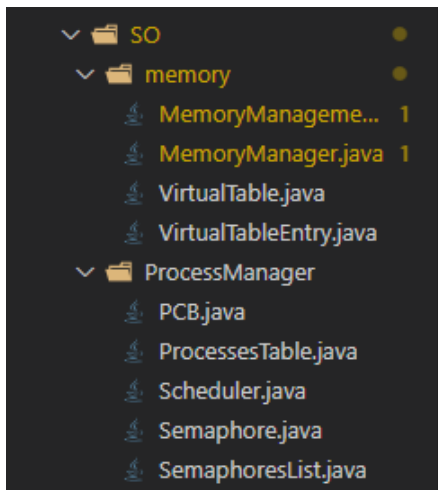 SO
memory
MemoryManageme... 1
MemoryManager.java 1
VirtualTable.java
VirtualTableEntry.java
ProcessManager
PCB.java
ProcessesTable.java
Scheduler.java
Semaphore.java
SemaphoresList.java